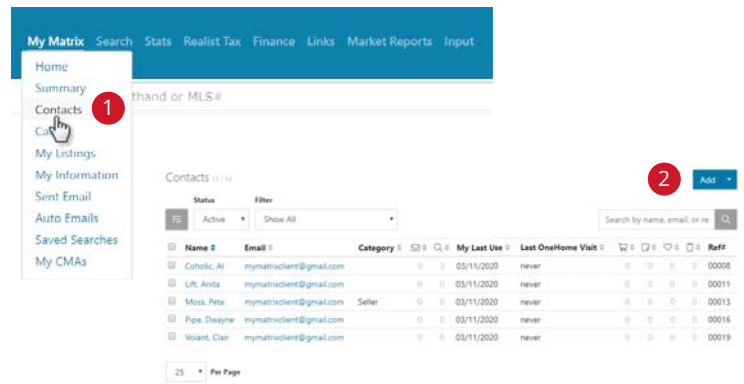 My Matrix Search Stats Realist Tax Finance Links Market Reports Input
Home
Summary
thand or MLS#
Contacts 1
Ca
My Listings
My Information
Sent Email
Auto Emails
Saved Searches
My CMAs
Contacts
2 Add
Status Filter
Active Show All
Search by name, email, or re
Name Email Category My Last Use Last OneHome Visit Ref#
Coholic, Al mymatrixclient@gmail.com 0 0 03/11/2020 never 0 0 0 0 00008
Lift, Anita mymatrixclient@gmail.com 0 0 03/11/2020 never 0 0 0 0 00011
Moss, Pete mymatrixclient@gmail.com Seller 0 0 03/11/2020 never 0 0 0 0 00013
Pipe, Dwayne mymatrixclient@gmail.com 0 0 03/11/2020 never 0 0 0 0 00016
Voiant, Clair mymatrixclient@gmail.com 0 0 03/11/2020 never 0 0 0 0 00019
25 Per Page